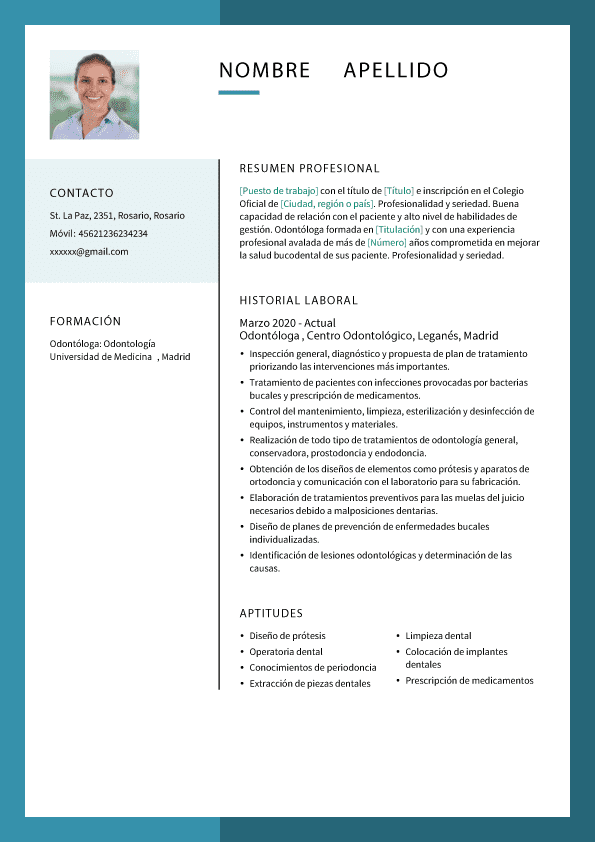 NOMBRE APELLIDO
CONTACTO
St. La Paz, 2351, Rosario, Rosario
Móvil: 45621236234234
xxxxxx@gmail.com
FORMACIÓN
Odontóloga: Odontología
Universidad de Medicina , Madrid
RESUMEN PROFESIONAL
[Puesto de trabajo] con el título de [Título] e inscripción en el Colegio
Oficial de [Ciudad, región o país]. Profesionalidad y seriedad. Buena
capacidad de relación con el paciente y alto nivel de habilidades de
gestión. Odontóloga formada en [Titulación] y con una experiencia
profesional avalada de más de [Número] años comprometida en mejorar
la salud bucodental de sus paciente. Profesionalidad y seriedad.
HISTORIAL LABORAL
Marzo 2020 - Actual
Odontóloga , Centro Odontológico, Leganés, Madrid
• Inspección general, diagnóstico y propuesta de plan de tratamiento
priorizando las intervenciones más importantes.
• Tratamiento de pacientes con infecciones provocadas por bacterias
bucales y prescripción de medicamentos.
• Control del mantenimiento, limpieza, esterilización y desinfección de
equipos, instrumentos y materiales.
• Realización de todo tipo de tratamientos de odontología general,
conservadora, prostodoncia y endodoncia.
• Obtención de los diseños de elementos como prótesis y aparatos de
ortodoncia y comunicación con el laboratorio para su fabricación.
• Elaboración de tratamientos preventivos para las muelas del juicio
necesarios debido a malposiciones dentarias.
• Diseño de planes de prevención de enfermedades bucales
individualizadas.
• Identificación de lesiones odontológicas y determinación de las
causas.
APTITUDES
• Diseño de prótesis
• Operatoria dental
• Conocimientos de periodoncia
• Extracción de piezas dentales
• Limpieza dental
• Colocación de implantes
dentales
• Prescripción de medicamentos